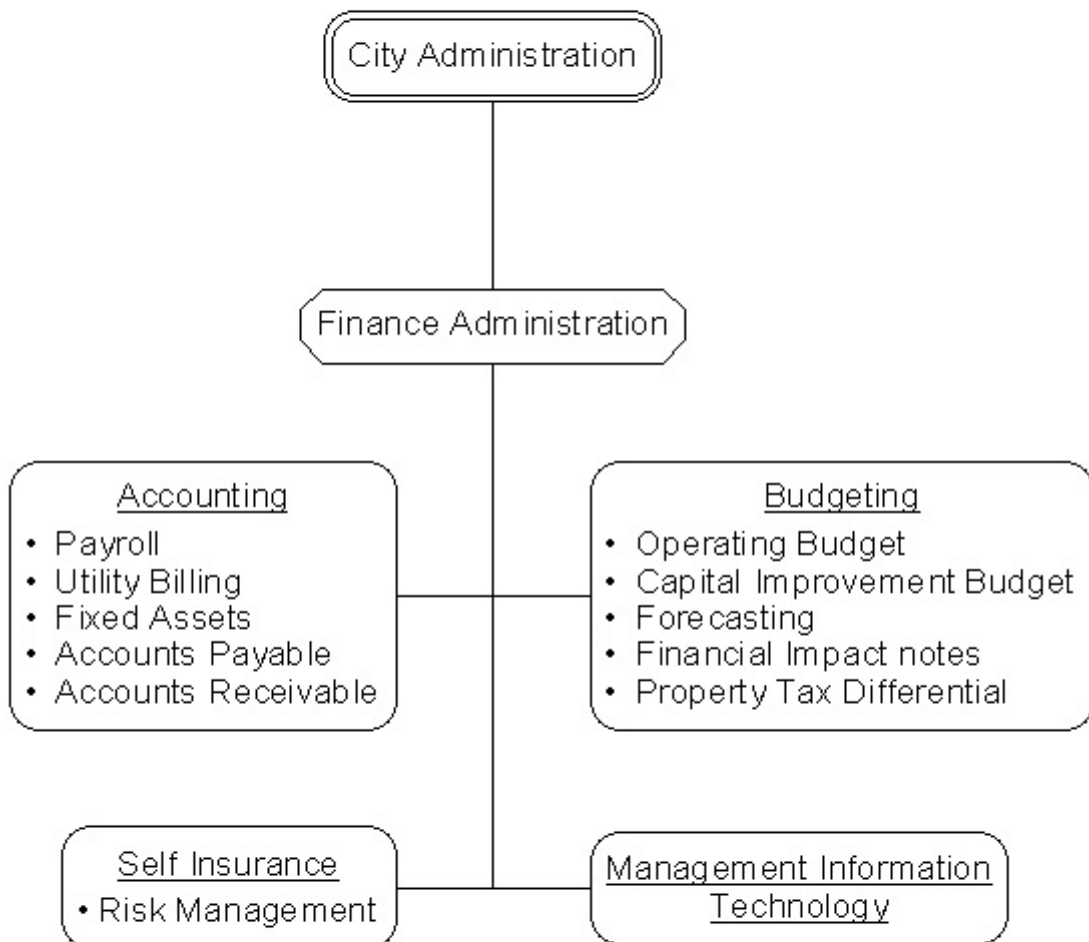 City Administration
Finance Administration
Accounting
• Payroll
• Utility Billing
• Fixed Assets
• Accounts Payable
• Accounts Receivable
Budgeting
• Operating Budget
• Capital Improvement Budget
• Forecasting
• Financial Impact notes
• Property Tax Differential
Self Insurance
• Risk Management
Management Information
Technology